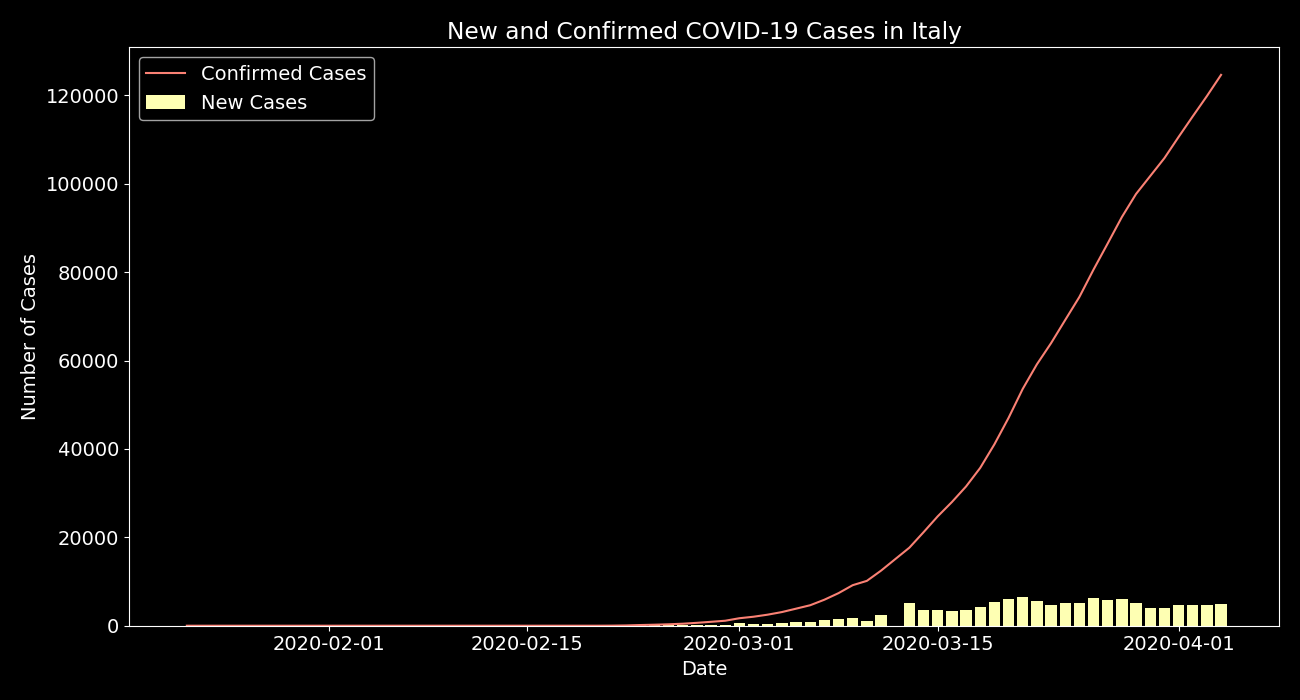 New and Confirmed COVID-19 Cases in Italy
Confirmed Cases
New Cases
120000
100000
80000
60000
40000
20000
0
Number of Cases
2020-02-01
2020-02-15
2020-03-01
2020-03-15
2020-04-01
Date